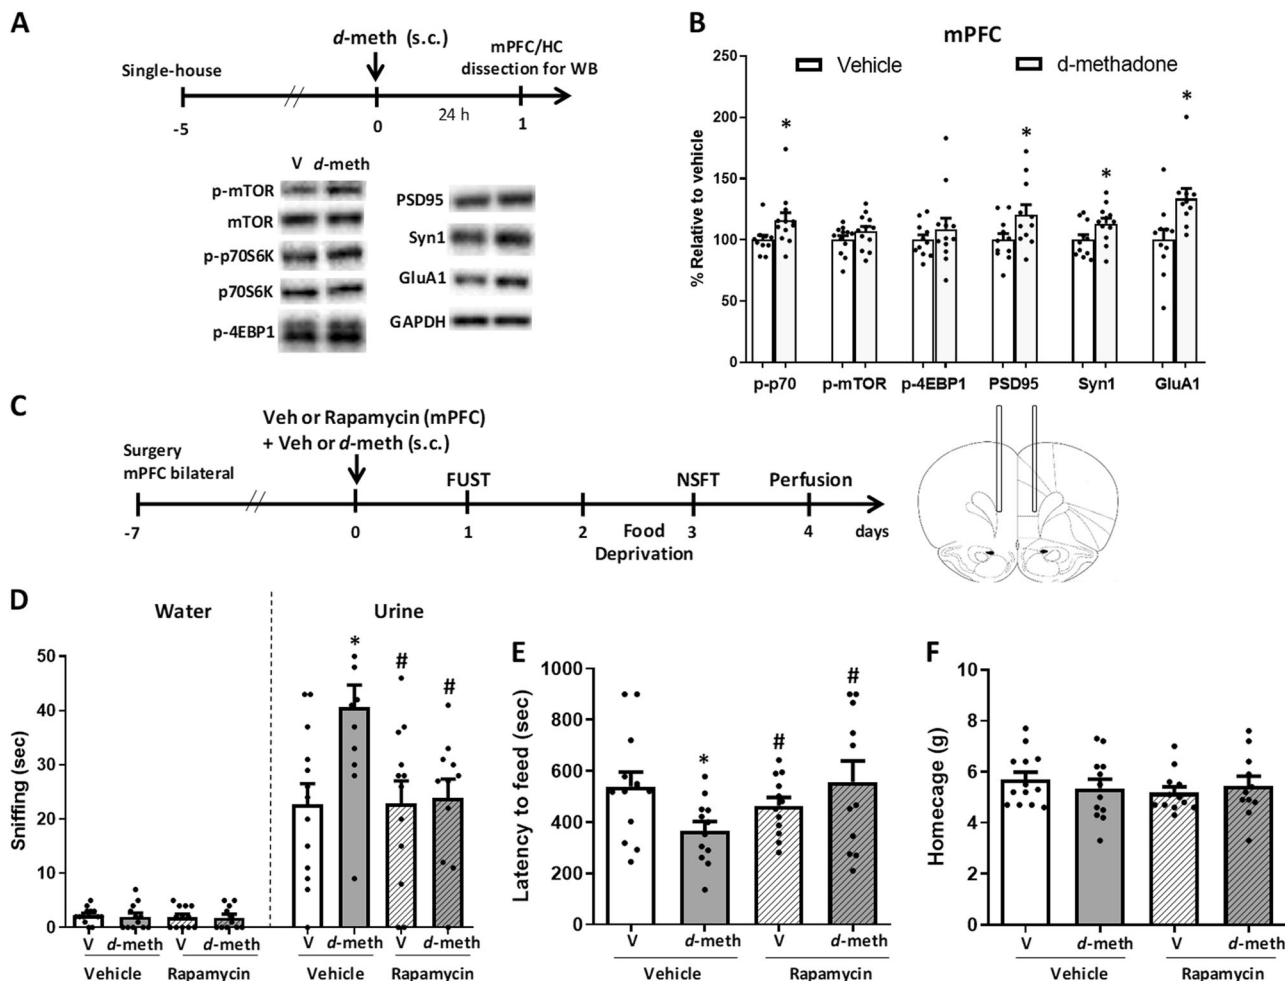 A
d-meth (s.c.)
mPFC/HC
dissection for WB
Single-house
24 h
-5
0
1
V d-meth
p-mTOR
mTOR
p-p70S6K
p70S6K
p-4EBP1
PSD95
Syn1
GluA1
GAPDH
B
mPFC
Vehicle
d-methadone
% Relative to vehicle
250
200
150
100
50
0
*
*
*
*
p-p70
p-mTOR
p-4EBP1
PSD95
Syn1
GluA1
C
Veh or Rapamycin (mPFC)
+ Veh or d-meth (s.c.)
Surgery
mPFC bilateral
FUST
NSFT
Perfusion
-7
0
1
2
3
4
days
Food
Deprivation
D
Water
Urine
Sniffing (sec)
50
40
30
20
10
0
*
#
#
V d-meth V d-meth
Vehicle Rapamycin
V d-meth V d-meth
Vehicle Rapamycin
E
Latency to feed (sec)
1000
800
600
400
200
0
*
#
#
V d-meth V d-meth
Vehicle Rapamycin
F
Homecage (g)
10
8
6
4
2
0
V d-meth V d-meth
Vehicle Rapamycin